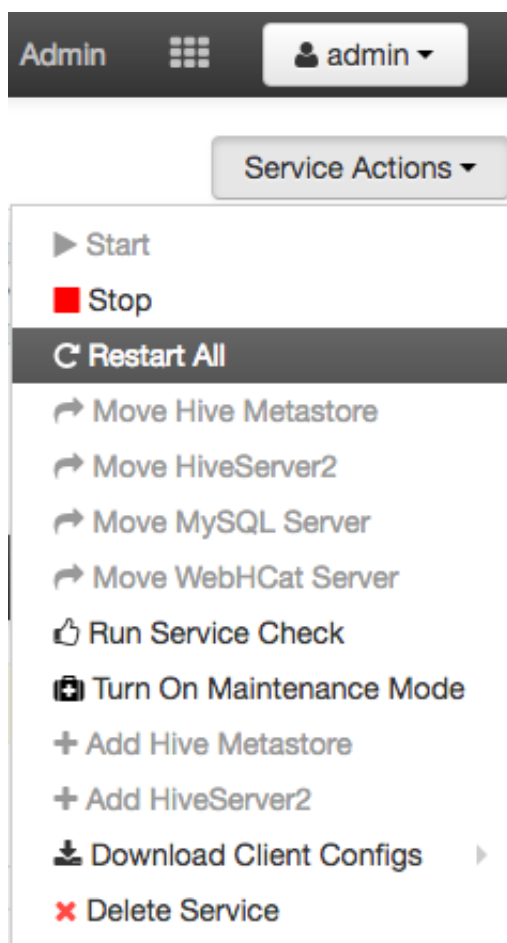 Admin
admin
Service Actions
Start
Stop
Restart All
Move Hive Metastore
Move HiveServer2
Move MySQL Server
Move WebHCat Server
Run Service Check
Turn On Maintenance Mode
Add Hive Metastore
Add HiveServer2
Download Client Configs
Delete Service